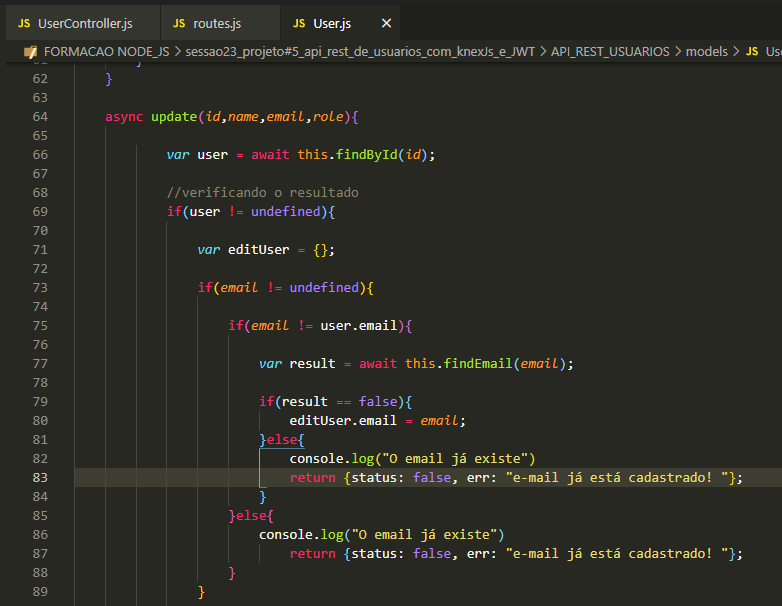 JS UserController.js JS routes.js JS User.js ×
FORMACAO NODE_JS > sessao23_projeto#5_api_rest_de_usuarios_com_knexJs_e_JWT > API_REST_USUARIOS > models > JS Use
61 }
62 }
63
64 async update(id,name,email,role){
65
66 var user = await this.findById(id);
67
68 //verificando o resultado
69 if(user != undefined){
70
71 var editUser = {};
72
73 if(email != undefined){
74
75 if(email != user.email){
76
77 var result = await this.findEmail(email);
78
79 if(result == false){
80 editUser.email = email;
81 }else{
82 console.log("O email já existe")
83 return {status: false, err: "e-mail já está cadastrado! "};
84 }
85 }else{
86 console.log("O email já existe")
87 return {status: false, err: "e-mail já está cadastrado! "};
88 }
89 }